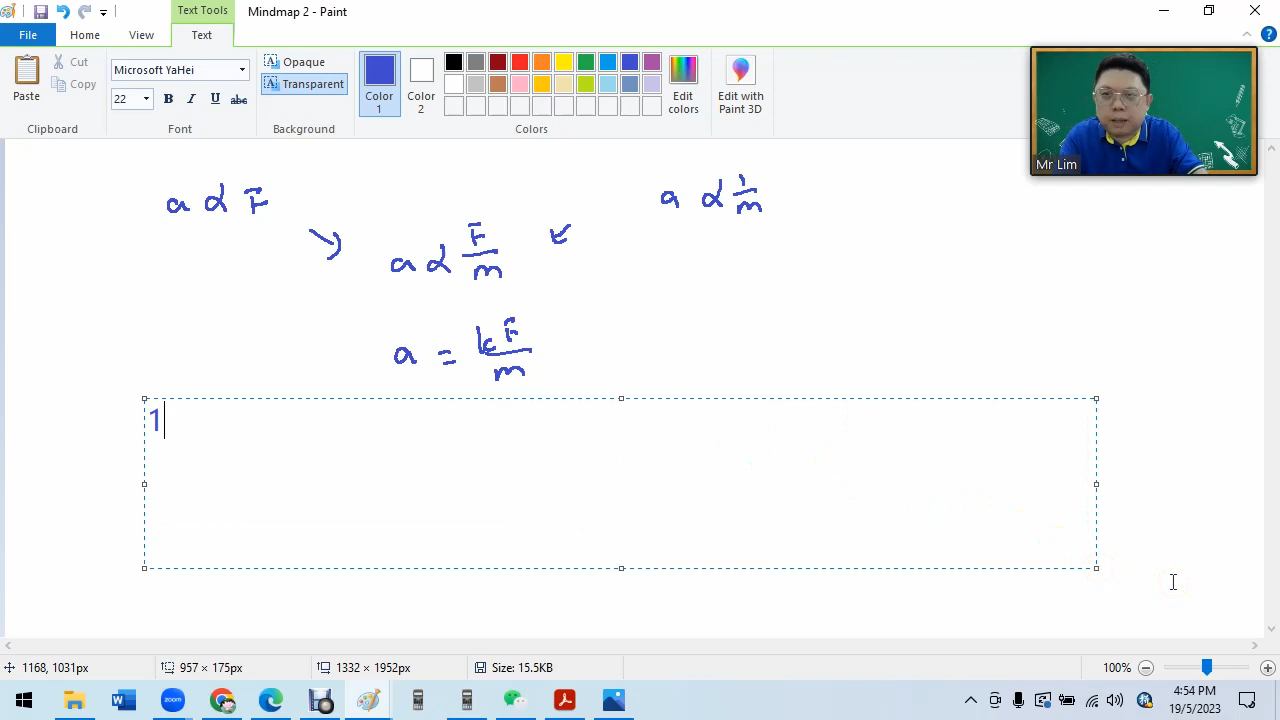 Text Tools
Mindmap 2 - Paint
File Home View Text
Paste
Cut
Copy
Clipboard
Microsoft YaHei
22 B I U abc
Font
Opaque
Transparent
Background
Color 1
Color 2
Edit colors
Colors
Edit with Paint 3D
Mr Lim
a ∝ F
a ∝ 1/m
a ∝ F/m
a = kF/m
1
1168, 1031px
957 × 175px
1332 × 1952px
Size: 15.5KB
100%
zoom
4:54 PM
19/5/2023